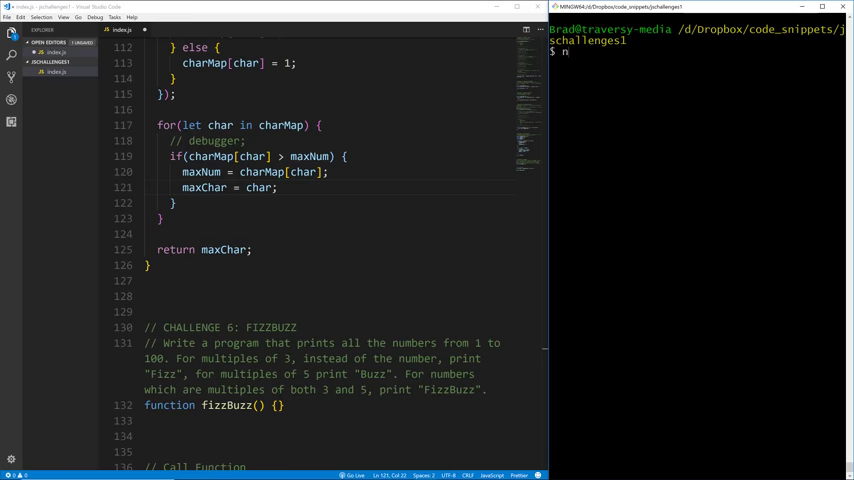 index.js - jschallenges1 - Visual Studio Code
File Edit Selection View Go Debug Tasks Help
EXPLORER
OPEN EDITORS 1 UNSAVED
index.js
JSCHALLENGES1
index.js
index.js
112 } else {
113 charMap[char] = 1;
114 }
115 });
116
117 for(let char in charMap) {
118 // debugger;
119 if(charMap[char] > maxNum) {
120 maxNum = charMap[char];
121 maxChar = char;
122 }
123 }
124
125 return maxChar;
126 }
127
128
129
130 // CHALLENGE 6: FIZZBUZZ
131 // Write a program that prints all the numbers from 1 to
100. For multiples of 3, instead of the number, print
"Fizz", for multiples of 5 print "Buzz". For numbers
which are multiples of both 3 and 5, print "FizzBuzz".
132 function fizzBuzz() {}
133
134
135
136 // Call Function
0 0 Go Live Ln 121, Col 22 Spaces: 2 UTF-8 CRLF JavaScript Prettier
MINGW64:/d/Dropbox/code_snippets/jschallenges1
Brad@traversy-media /d/Dropbox/code_snippets/j
schallenges1
$ n